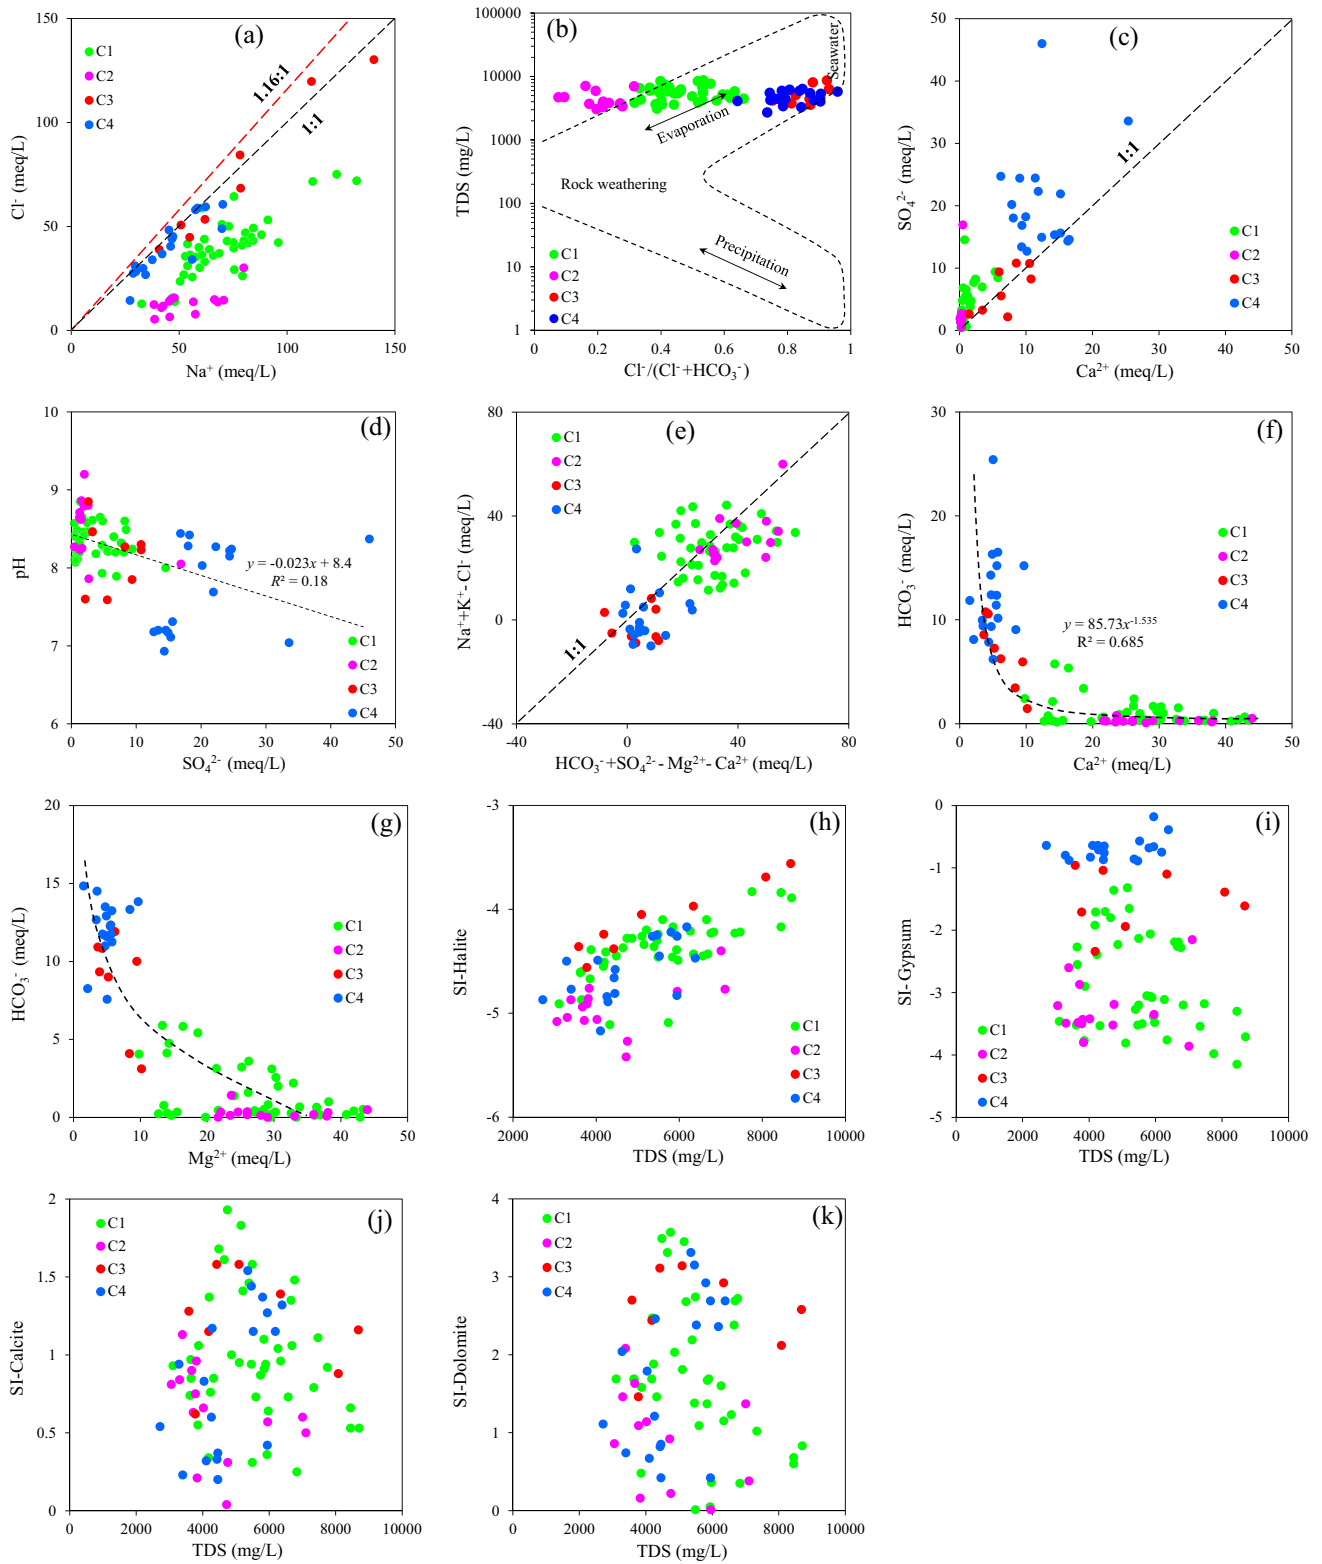 (a)
150
100
50
0
0
50
100
150
Cl⁻ (meq/L)
Na⁺ (meq/L)
C1
C2
C3
C4
1.16:1
1:1
(b)
100000
10000
1000
100
10
1
0
0.2
0.4
0.6
0.8
1
TDS (mg/L)
Cl⁻/(Cl⁻+HCO₃⁻)
Seawater
Evaporation
Rock weathering
Precipitation
C1
C2
C3
C4
(c)
50
40
30
20
10
0
0
10
20
30
40
50
SO₄²⁻ (meq/L)
Ca²⁺ (meq/L)
1:1
C1
C2
C3
C4
(d)
10
9
8
7
6
0
10
20
30
40
50
pH
SO₄²⁻ (meq/L)
y = -0.023x + 8.4
R² = 0.18
C1
C2
C3
C4
(e)
80
40
0
-40
-40
0
40
80
Na⁺+K⁺- Cl⁻ (meq/L)
HCO₃⁻+SO₄²⁻- Mg²⁺- Ca²⁺ (meq/L)
C1
C2
C3
C4
1:1
(f)
30
20
10
0
0
10
20
30
40
50
HCO₃⁻ (meq/L)
Ca²⁺ (meq/L)
C1
C2
C3
C4
y = 85.73x⁻¹·⁵³⁵
R² = 0.685
(g)
20
15
10
5
0
0
10
20
30
40
50
HCO₃⁻ (meq/L)
Mg²⁺ (meq/L)
C1
C2
C3
C4
(h)
-3
-4
-5
-6
2000
4000
6000
8000
10000
SI-Halite
TDS (mg/L)
C1
C2
C3
C4
(i)
0
-1
-2
-3
-4
-5
0
2000
4000
6000
8000
10000
SI- Gypsum
TDS (mg/L)
C1
C2
C3
C4
(j)
2
1.5
1
0.5
0
0
2000
4000
6000
8000
10000
SI-Calcite
TDS (mg/L)
C1
C2
C3
C4
(k)
4
3
2
1
0
0
2000
4000
6000
8000
10000
SI-Dolomite
TDS (mg/L)
C1
C2
C3
C4